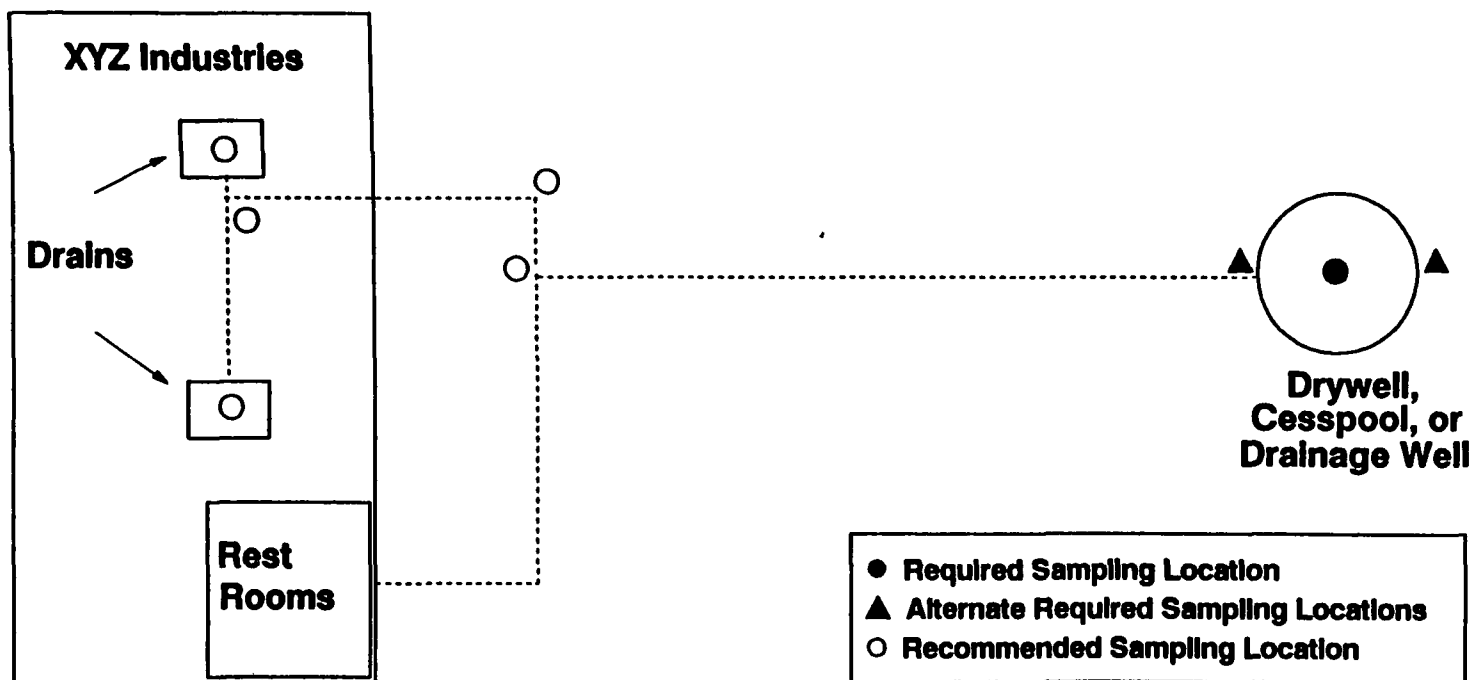 XYZ Industries
Drains
Rest
Rooms
Drywell,
Cesspool, or
Drainage Well
● Required Sampling Location
▲ Alternate Required Sampling Locations
○ Recommended Sampling Location